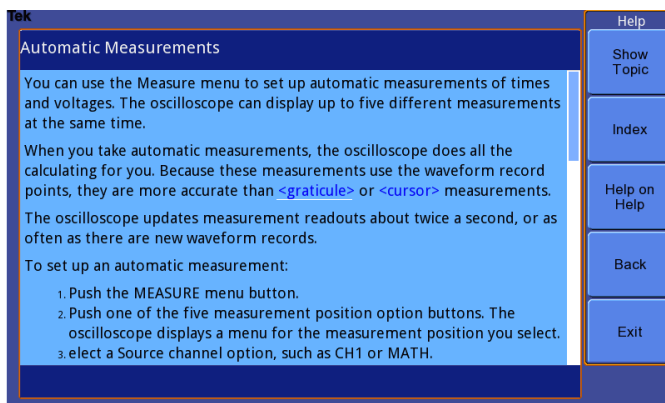 Tek
Help
Automatic Measurements
You can use the Measure menu to set up automatic measurements of times
and voltages. The oscilloscope can display up to five different measurements
at the same time.
When you take automatic measurements, the oscilloscope does all the
calculating for you. Because these measurements use the waveform record
points, they are more accurate than <graticule> or <cursor> measurements.
The oscilloscope updates measurement readouts about twice a second, or as
often as there are new waveform records.
To set up an automatic measurement:
1. Push the MEASURE menu button.
2. Push one of the five measurement position option buttons. The
oscilloscope displays a menu for the measurement position you select.
3. elect a Source channel option, such as CH1 or MATH.
Show
Topic
Index
Help on
Help
Back
Exit